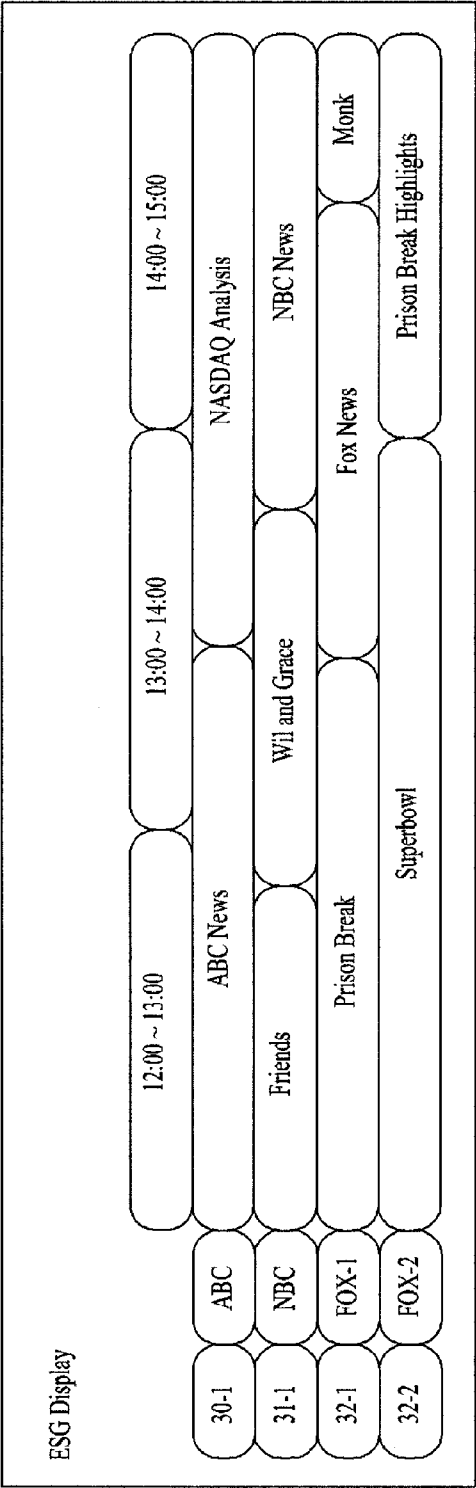 ESG Display
12:00 ~ 13:00 13:00 ~ 14:00 14:00 ~ 15:00
30-1 ABC ABC News NASDAQ Analysis
31-1 NBC Friends Wil and Grace NBC News
32-1 FOX-1 Prison Break Fox News Monk
32-2 FOX-2 Superbowl Prison Break Highlights